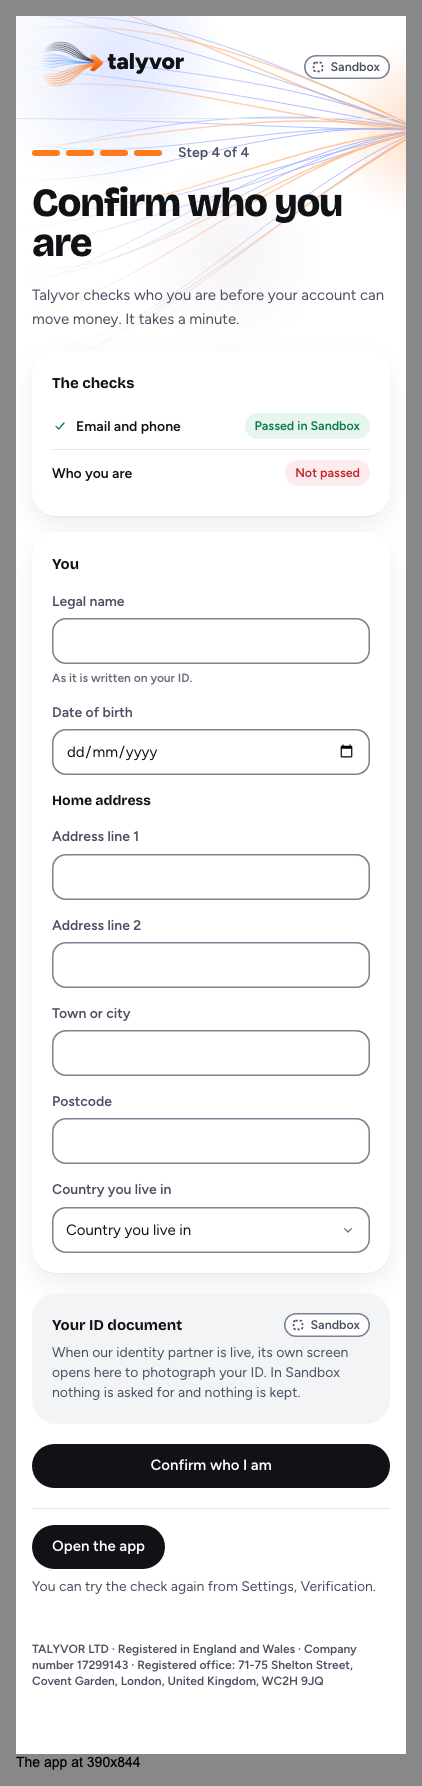 talyvor
Sandbox
Step 4 of 4
Confirm who you
are
Talyvor checks who you are before your account can
move money. It takes a minute.
The checks
Email and phone
Passed in Sandbox
Who you are
Not passed
You
Legal name
As it is written on your ID.
Date of birth
dd/mm/yyyy
Home address
Address line 1
Address line 2
Town or city
Postcode
Country you live in
Country you live in
Your ID document
Sandbox
When our identity partner is live, its own screen
opens here to photograph your ID. In Sandbox
nothing is asked for and nothing is kept.
Confirm who I am
Open the app
You can try the check again from Settings, Verification.
TALYVOR LTD · Registered in England and Wales · Company
number 17299143 · Registered office: 71-75 Shelton Street,
Covent Garden, London, United Kingdom, WC2H 9JQ
The app at 390x844